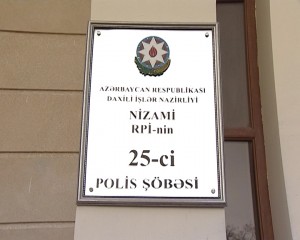 AZƏRBAYCAN RESPUBLİKASI
DAXİLİ İŞLƏR NAZİRLİYİ
NİZAMİ
RPİ-nin
25-ci
POLİS ŞÖBƏSİ